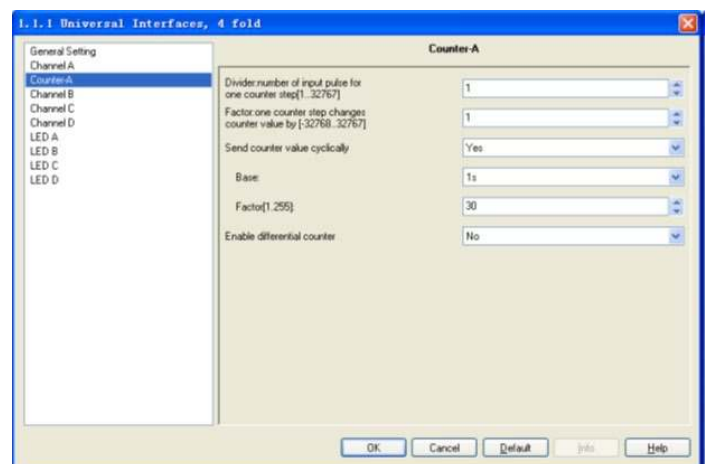 1.1.1 Universal Interfaces, 4 fold
General Setting
Channel A
Counter-A
Channel B
Channel C
Channel D
LED A
LED B
LED C
LED D
Counter-A
Divider:number of input pulse for
one counter step[1..32767]
1
Factor:one counter step changes
counter value by [-32768..32767]
1
Send counter value cyclically
Yes
Base:
1s
Factor[1.255]:
30
Enable differential counter
No
OK
Cancel
Default
Info
Help